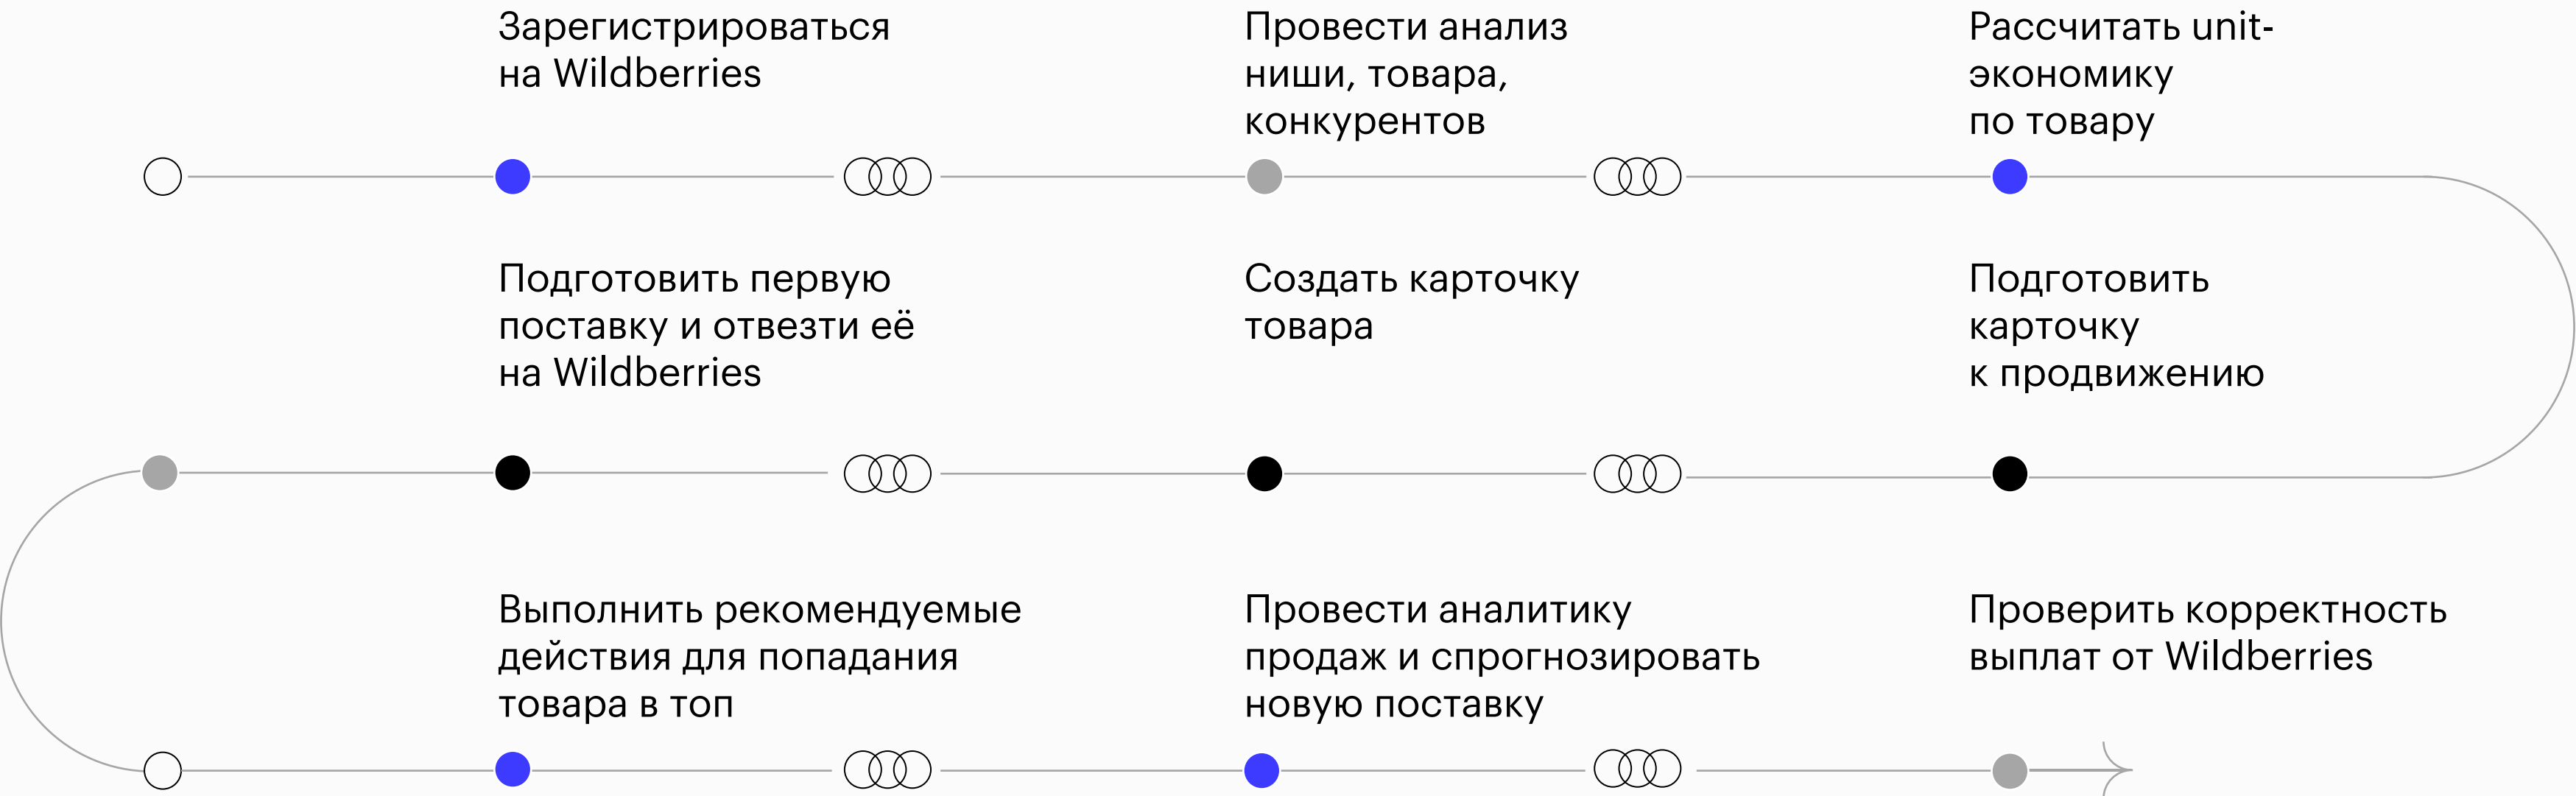 Зарегистрироваться
на Wildberries
Провести анализ
ниши, товара,
конкурентов
Рассчитать unit-
экономику
по товару
Подготовить первую
поставку и отвезти её
на Wildberries
Создать карточку
товара
Подготовить
карточку
к продвижению
Выполнить рекомендуемые
действия для попадания
товара в топ
Провести аналитику
продаж и спрогнозировать
новую поставку
Проверить корректность
выплат от Wildberries